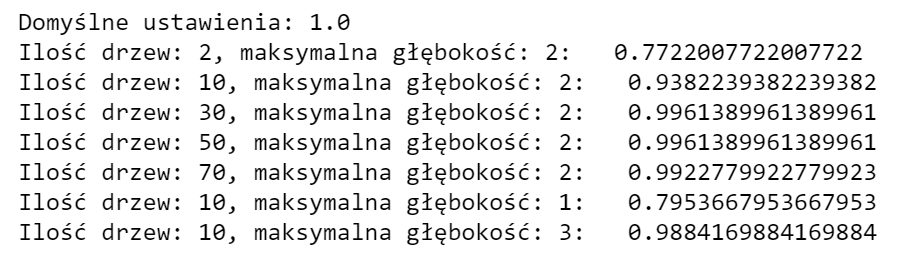 Domyślne ustawienia: 1.0
Ilość drzew: 2, maksymalna głębokość: 2:   0.7722007722007722
Ilość drzew: 10, maksymalna głębokość: 2:   0.9382239382239382
Ilość drzew: 30, maksymalna głębokość: 2:   0.9961389961389961
Ilość drzew: 50, maksymalna głębokość: 2:   0.9961389961389961
Ilość drzew: 70, maksymalna głębokość: 2:   0.9922779922779923
Ilość drzew: 10, maksymalna głębokość: 1:   0.7953667953667953
Ilość drzew: 10, maksymalna głębokość: 3:   0.9884169884169884